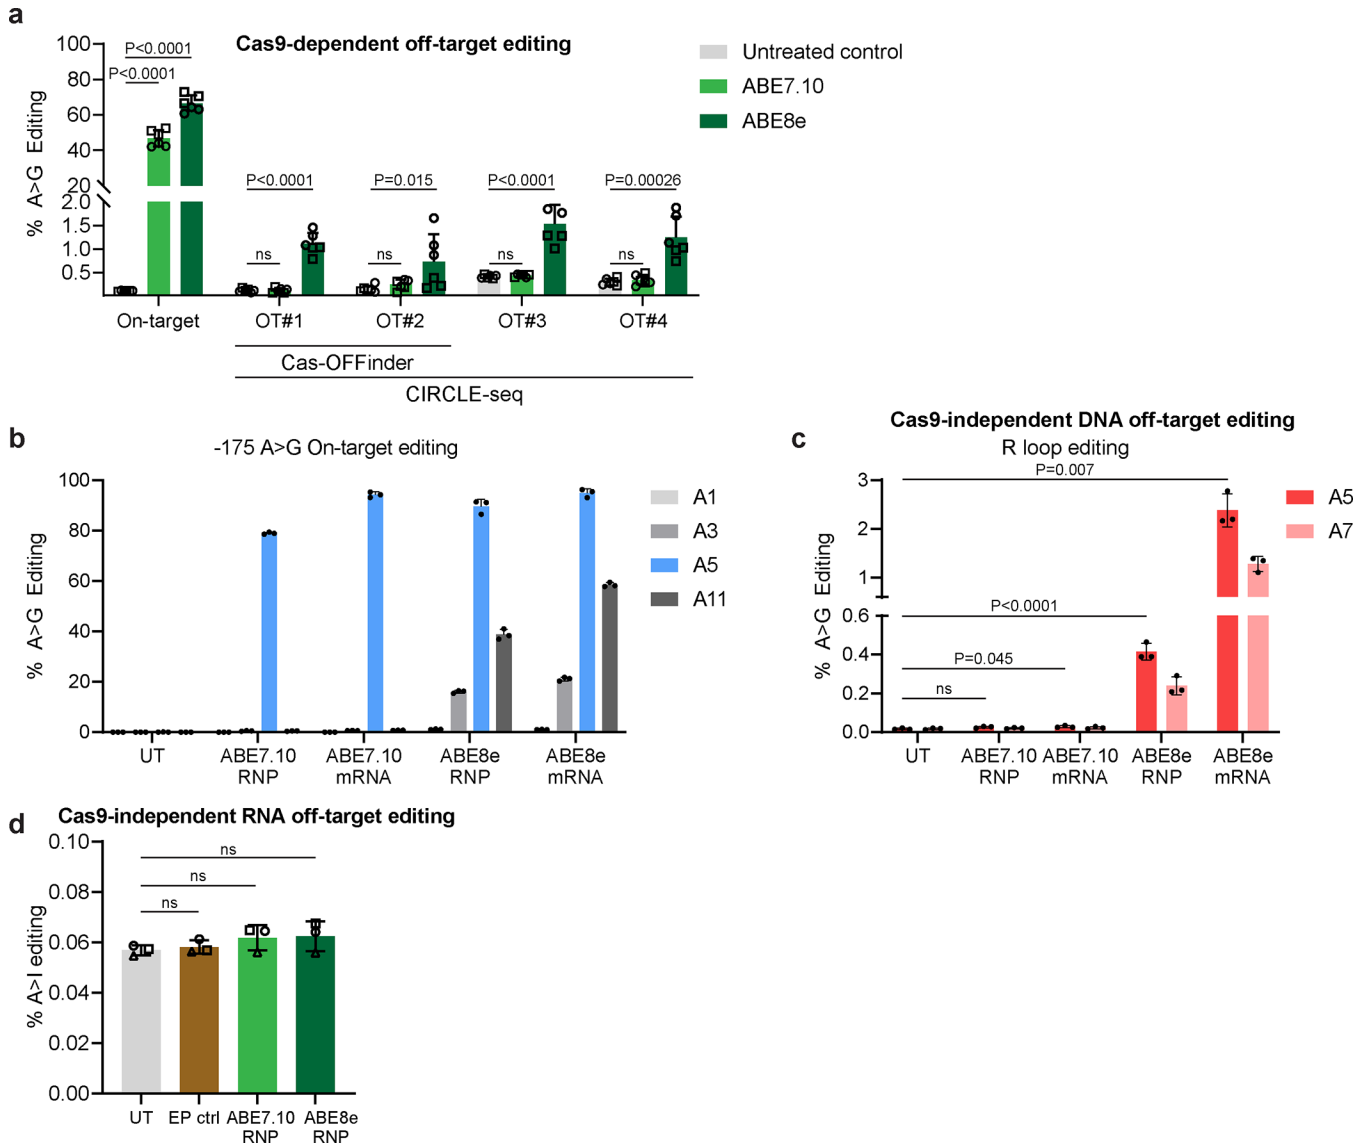 a
Cas9-dependent off-target editing
% A>G Editing
100
80
60
40
20
2.0
1.5
1.0
0.5
P<0.0001
P<0.0001
P<0.0001
ns
P=0.015
ns
P<0.0001
ns
P=0.00026
ns
Untreated control
ABE7.10
ABE8e
On-target
OT#1
OT#2
OT#3
OT#4
Cas-OFFinder
CIRCLE-seq
b
-175 A>G On-target editing
% A>G Editing
100
80
60
40
20
0
A1
A3
A5
A11
UT
ABE7.10
RNP
ABE7.10
mRNA
ABE8e
RNP
ABE8e
mRNA
c
Cas9-independent DNA off-target editing
R loop editing
% A>G Editing
3
2
1
0.6
0.4
0.2
0.0
P=0.007
P<0.0001
P=0.045
ns
A5
A7
UT
ABE7.10
RNP
ABE7.10
mRNA
ABE8e
RNP
ABE8e
mRNA
d
Cas9-independent RNA off-target editing
% A>I editing
0.10
0.08
0.06
0.04
0.02
0.00
ns
ns
ns
UT
EP ctrl
ABE7.10
RNP
ABE8e
RNP